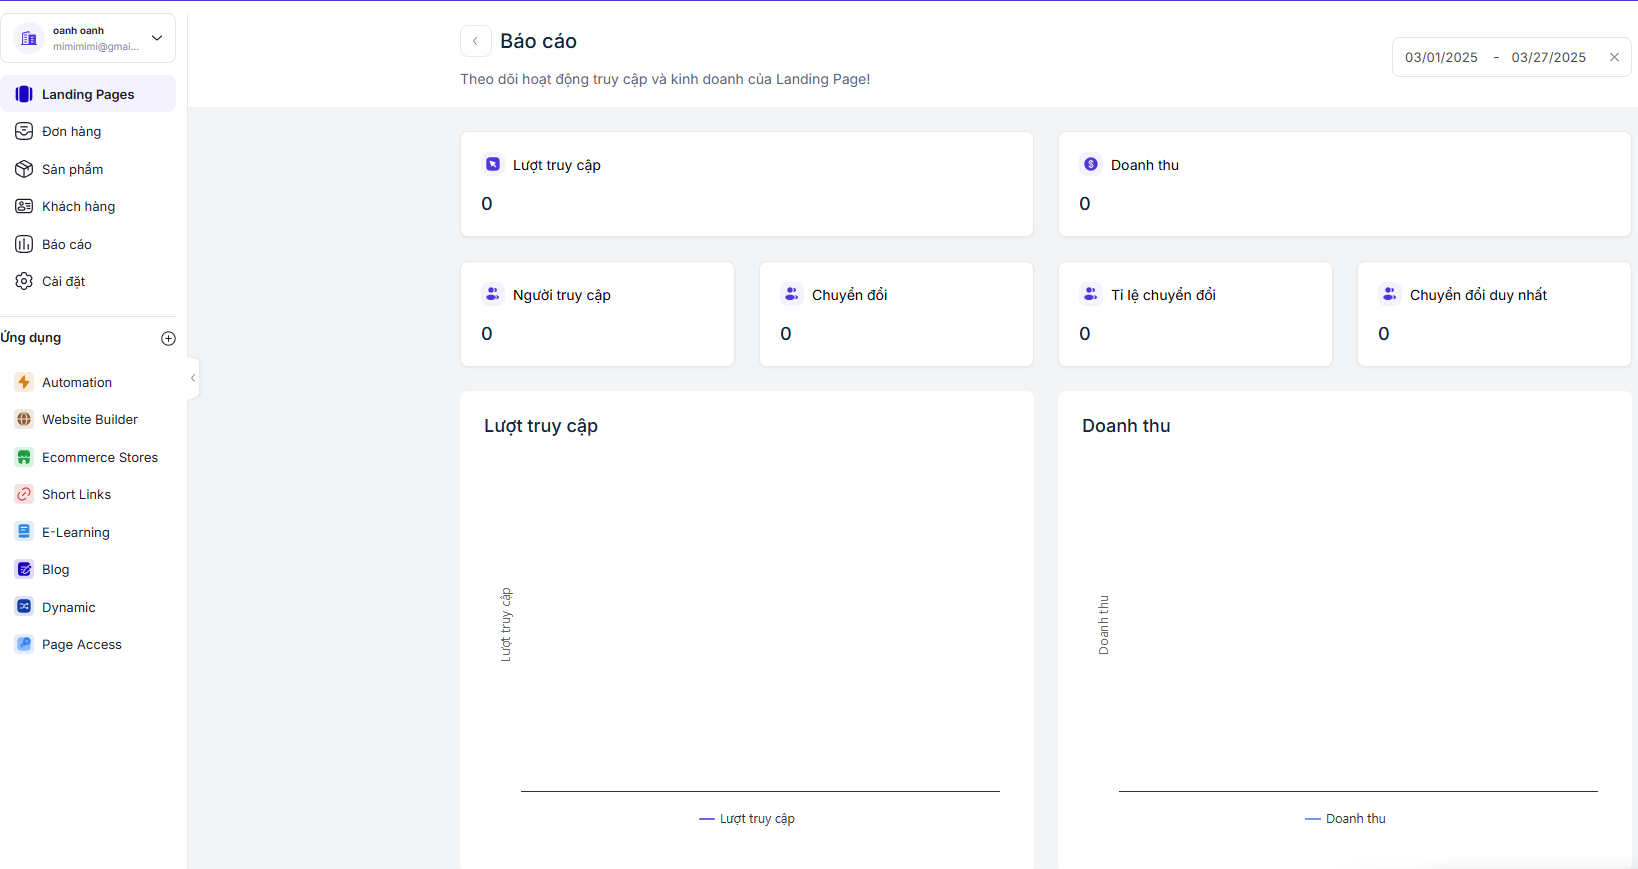 oanh oanh
mimimimi@gmai...
Landing Pages
Đơn hàng
Sản phẩm
Khách hàng
Báo cáo
Cài đặt
Ứng dụng
Automation
Website Builder
Ecommerce Stores
Short Links
E-Learning
Blog
Dynamic
Page Access
Báo cáo
Theo dõi hoạt động truy cập và kinh doanh của Landing Page!
03/01/2025 - 03/27/2025
Lượt truy cập
0
Doanh thu
0
Người truy cập
0
Chuyển đổi
0
Tỉ lệ chuyển đổi
0
Chuyển đổi duy nhất
0
Lượt truy cập
Lượt truy cập
Lượt truy cập
Doanh thu
Doanh thu
Doanh thu